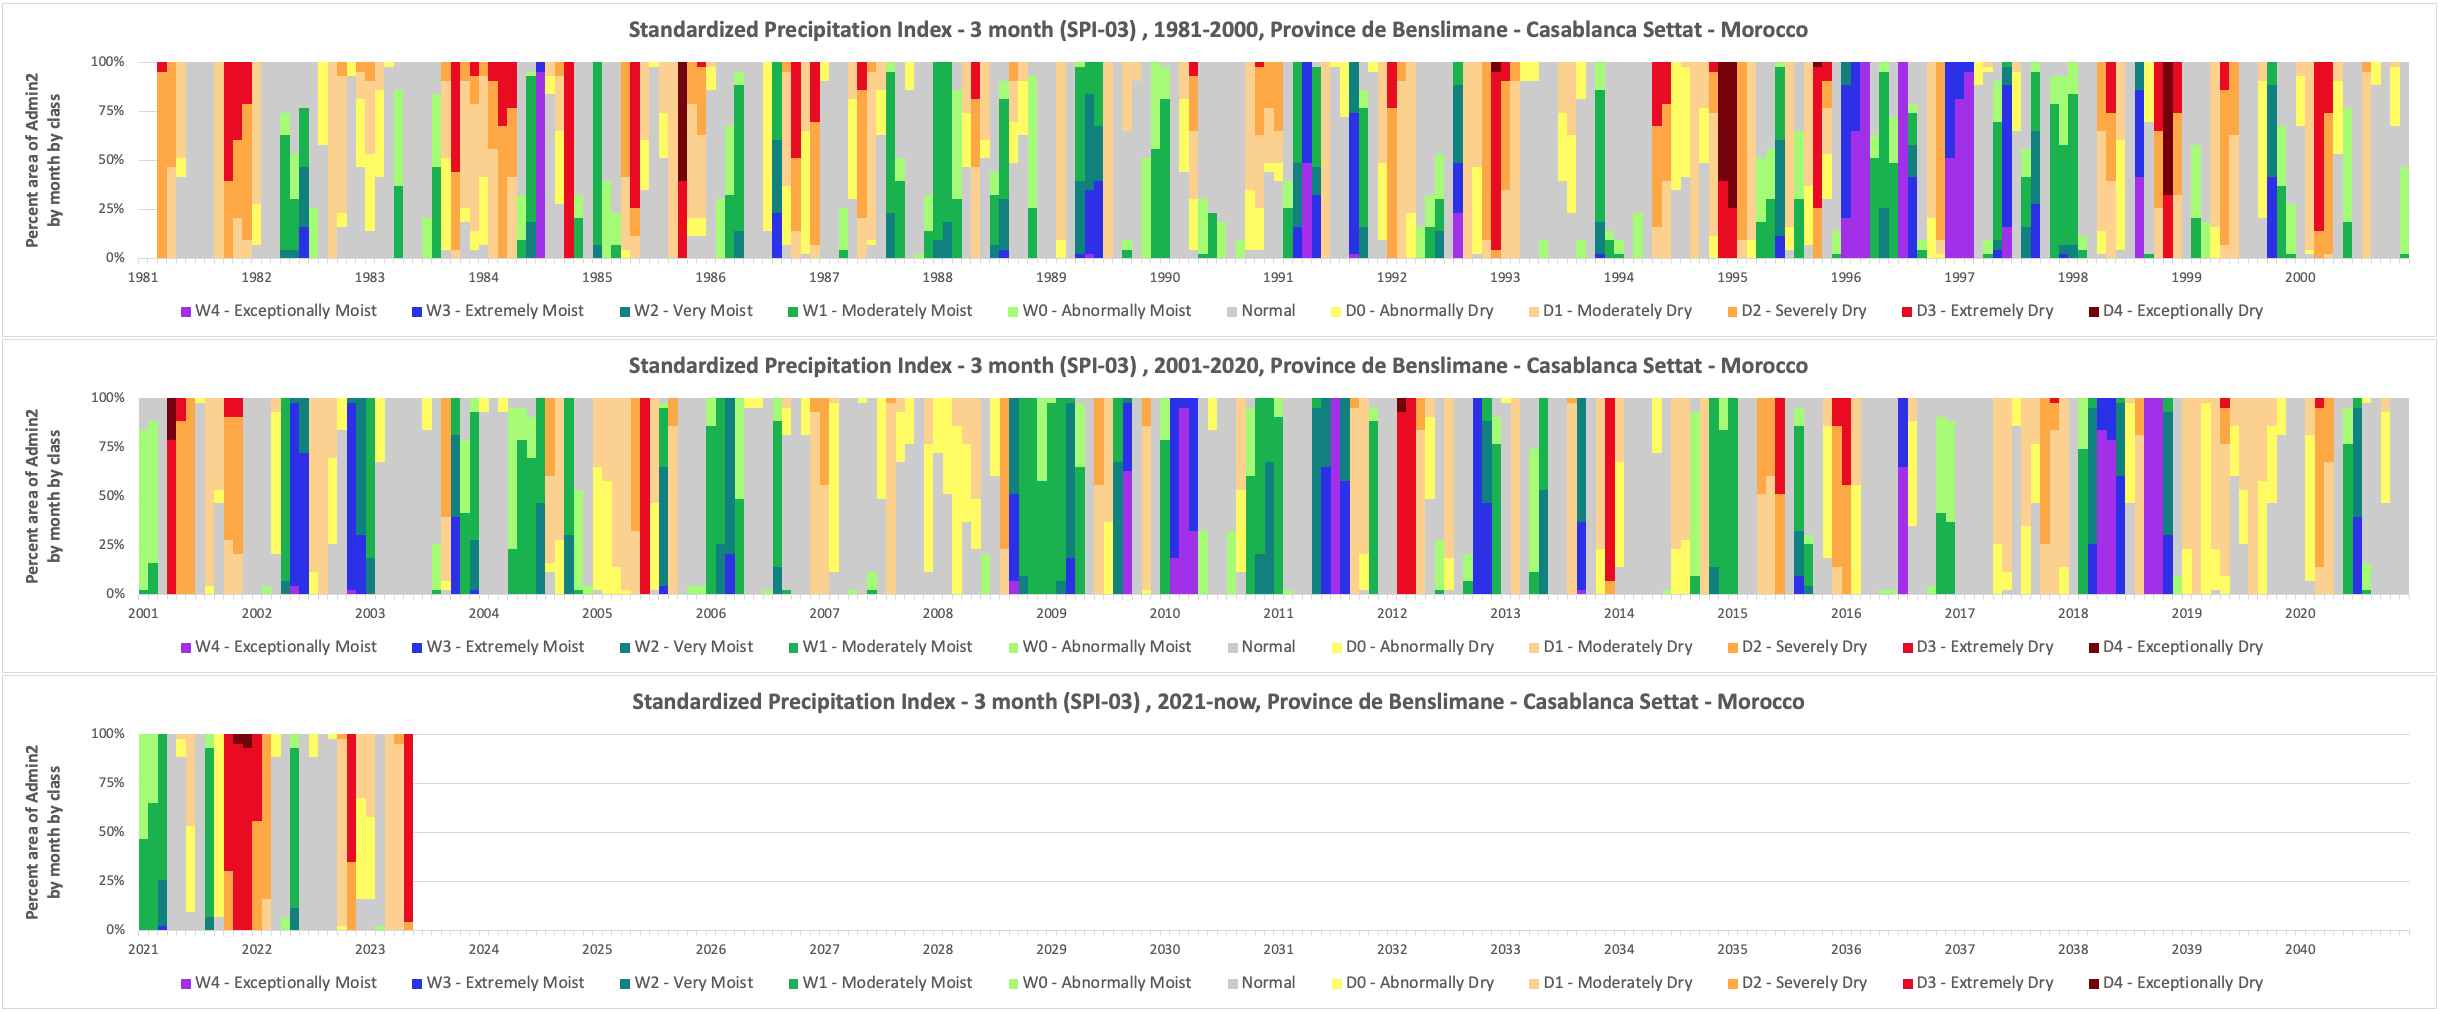 Standardized Precipitation Index - 3 month (SPI-03) , 1981-2000, Province de Benslimane - Casablanca Settat - Morocco
Percent area of Admin2
by month by class
100%
75%
50%
25%
0%
1981 1982 1983 1984 1985 1986 1987 1988 1989 1990 1991 1992 1993 1994 1995 1996 1997 1998 1999 2000
W4 - Exceptionally Moist W3 - Extremely Moist W2 - Very Moist W1 - Moderately Moist W0 - Abnormally Moist Normal D0 - Abnormally Dry D1 - Moderately Dry D2 - Severely Dry D3 - Extremely Dry D4 - Exceptionally Dry
Standardized Precipitation Index - 3 month (SPI-03) , 2001-2020, Province de Benslimane - Casablanca Settat - Morocco
Percent area of Admin2
by month by class
100%
75%
50%
25%
0%
2001 2002 2003 2004 2005 2006 2007 2008 2009 2010 2011 2012 2013 2014 2015 2016 2017 2018 2019 2020
W4 - Exceptionally Moist W3 - Extremely Moist W2 - Very Moist W1 - Moderately Moist W0 - Abnormally Moist Normal D0 - Abnormally Dry D1 - Moderately Dry D2 - Severely Dry D3 - Extremely Dry D4 - Exceptionally Dry
Standardized Precipitation Index - 3 month (SPI-03) , 2021-now, Province de Benslimane - Casablanca Settat - Morocco
Percent area of Admin2
by month by class
100%
75%
50%
25%
0%
2021 2022 2023 2024 2025 2026 2027 2028 2029 2030 2031 2032 2033 2034 2035 2036 2037 2038 2039 2040
W4 - Exceptionally Moist W3 - Extremely Moist W2 - Very Moist W1 - Moderately Moist W0 - Abnormally Moist Normal D0 - Abnormally Dry D1 - Moderately Dry D2 - Severely Dry D3 - Extremely Dry D4 - Exceptionally Dry